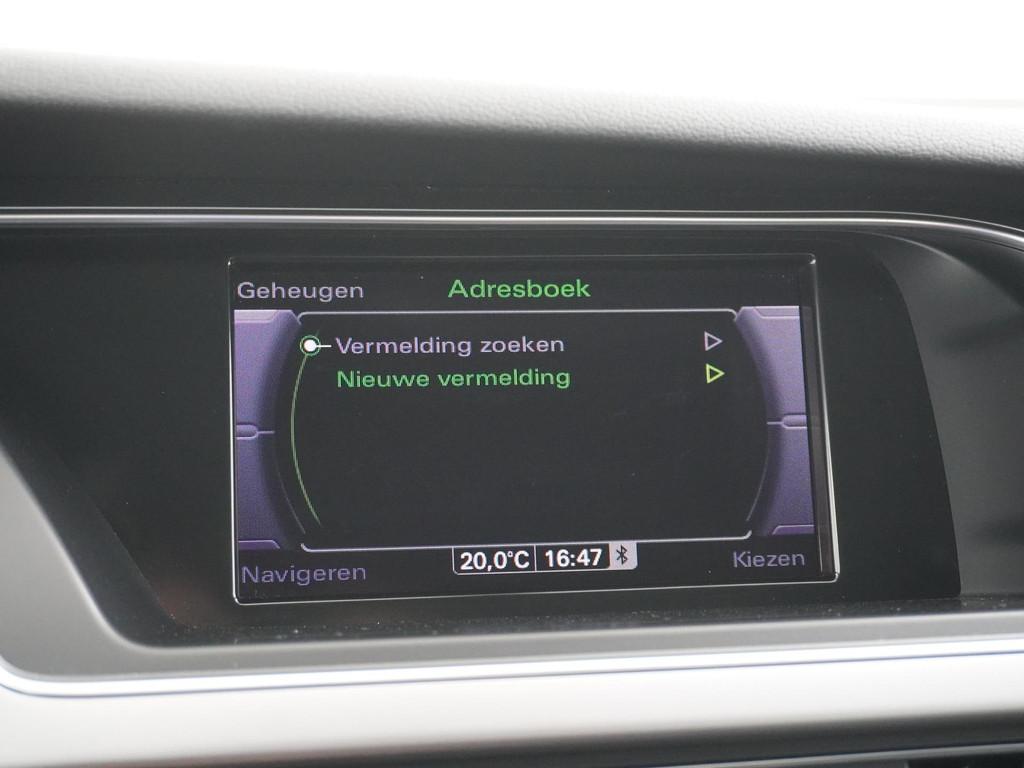 Geheugen Adresboek
Vermelding zoeken
Nieuwe vermelding
20,0°C 16:47
Navigeren Kiezen